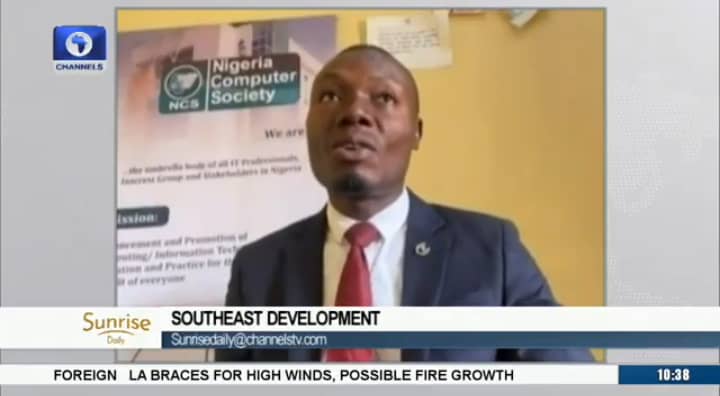 CHANNELS
NCS
Nigeria
Computer
Society
We are
...the umbrella body of all IT Professionals,
Interest Group and Stakeholders in Nigeria
ission:
ncement and Promotion of
puting/ Information Tech
ation and Practice for th
it of everyone
Sunrise
Daily
SOUTHEAST DEVELOPMENT
Sunrisedaily@channelstv.com
FOREIGN LA BRACES FOR HIGH WINDS, POSSIBLE FIRE GROWTH
10:38